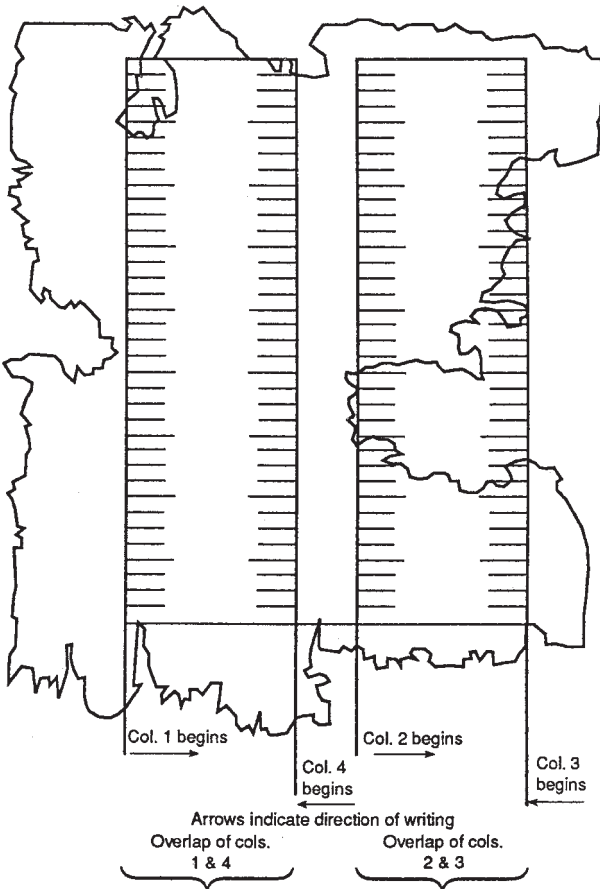 Col. 1 begins
Col. 2 begins
Col. 4
begins
Col. 3
begins
Arrows indicate direction of writing
Overlap of cols.
1 & 4
Overlap of cols.
2 & 3